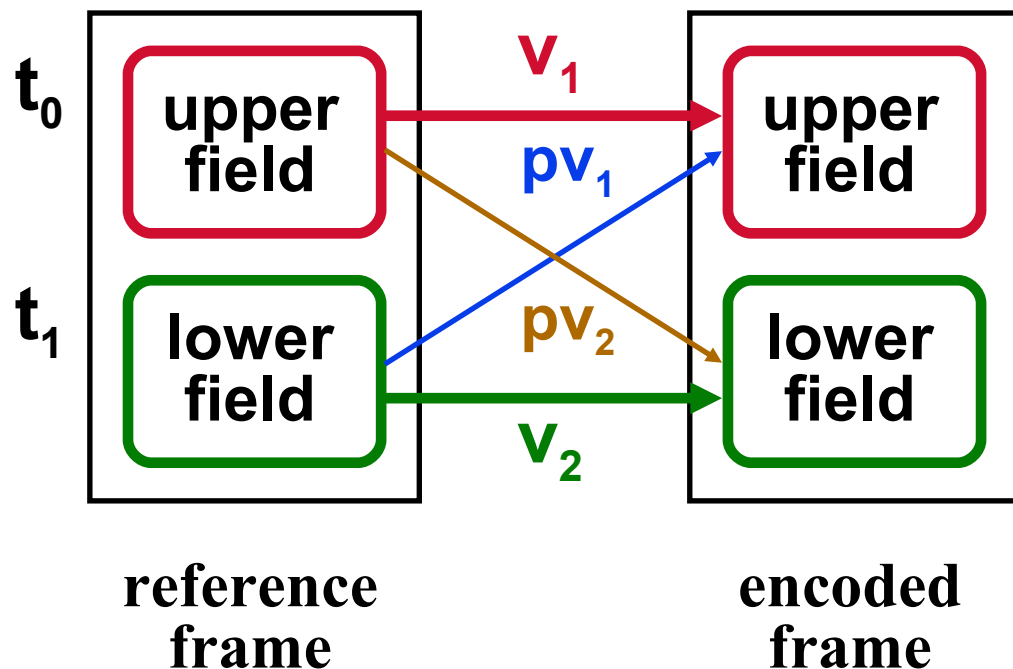 t0
upper
field
v1
upper
field
pv1
t1
lower
field
pv2
lower
field
v2
reference
frame
encoded
frame